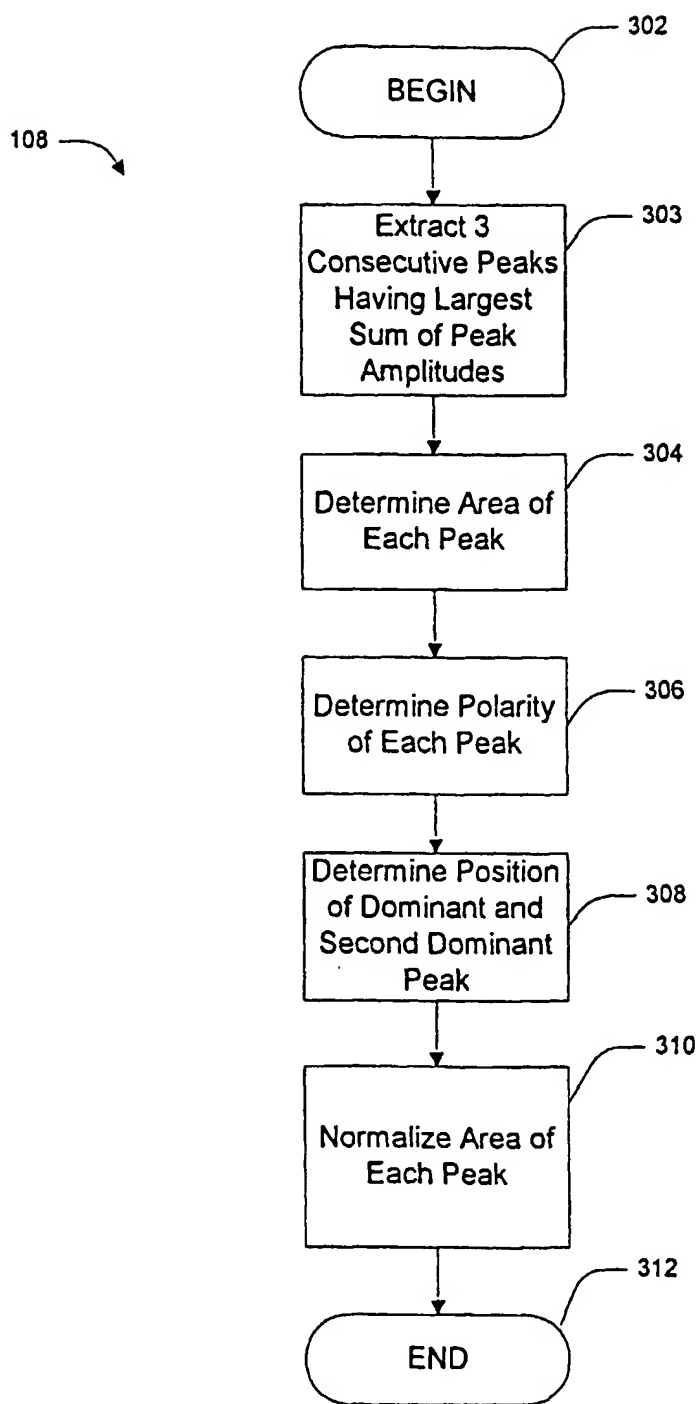 302
BEGIN
108
303
Extract 3
Consecutive Peaks
Having Largest
Sum of Peak
Amplitudes
304
Determine Area of
Each Peak
306
Determine Polarity
of Each Peak
308
Determine Position
of Dominant and
Second Dominant
Peak
310
Normalize Area of
Each Peak
312
END